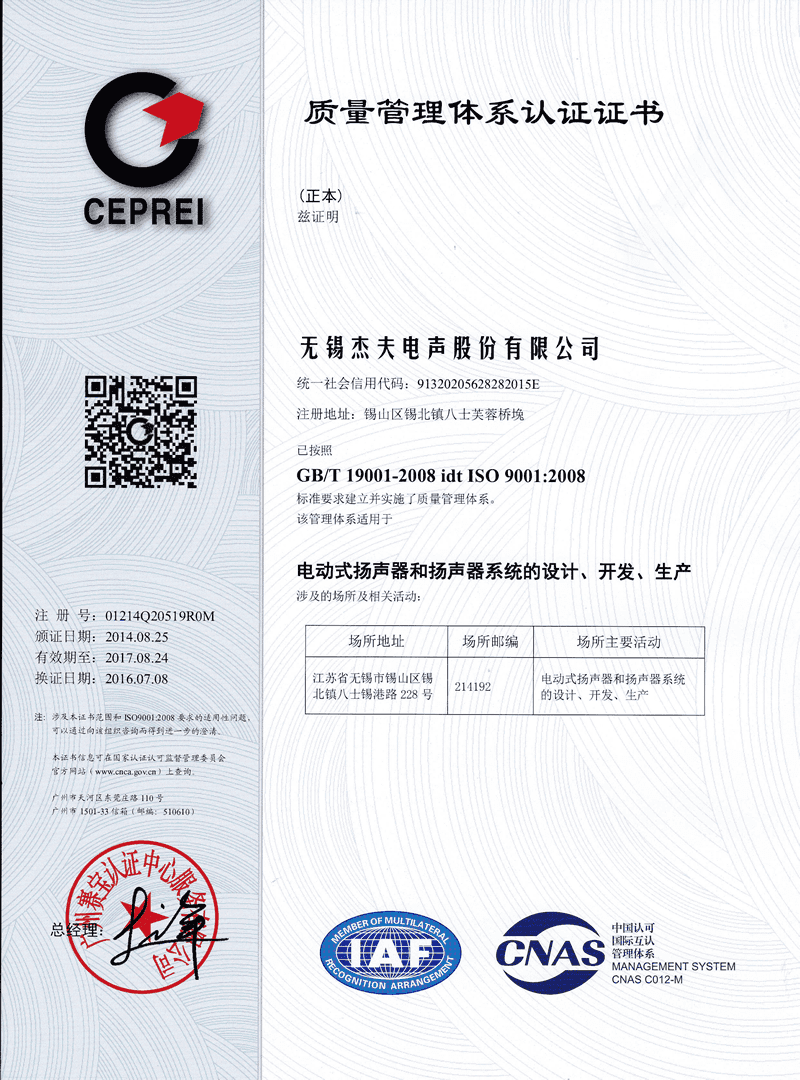 CEPREI
质量管理体系认证证书
(正本)
兹证明
无锡杰夫电声股份有限公司
统一社会信用代码：91320205628282015E
注册地址：锡山区锡北镇八士芙蓉桥堍
已按照
GB/T 19001-2008 idt ISO 9001:2008
标准要求建立并实施了质量管理体系。
该管理体系适用于
电动式扬声器和扬声器系统的设计、开发、生产
涉及的场所及相关活动：
场所地址 场所邮编 场所主要活动
江苏省无锡市锡山区锡
北镇八士锡港路 228 号
214192
电动式扬声器和扬声器系统
的设计、开发、生产
注 册 号：01214Q20519R0M
颁证日期：2014.08.25
有效期至：2017.08.24
换证日期：2016.07.08
注：涉及本证书范围和 ISO9001:2008 要求的适用性问题，
可以通过向该组织咨询而得到进一步的澄清。
本证书信息可在国家认证认可监督管理委员会
官方网站（www.cnca.gov.cn）上查询。
广州市天河区东莞庄路 110 号
广州市 1501-33 信箱（邮编：510610）
广州赛宝认证中心服务有限公司
总经理：
MEMBER OF MULTILATERAL
IAF
RECOGNITION ARRANGEMENT
CNAS
中国认可
国际互认
管理体系
MANAGEMENT SYSTEM
CNAS C012-M